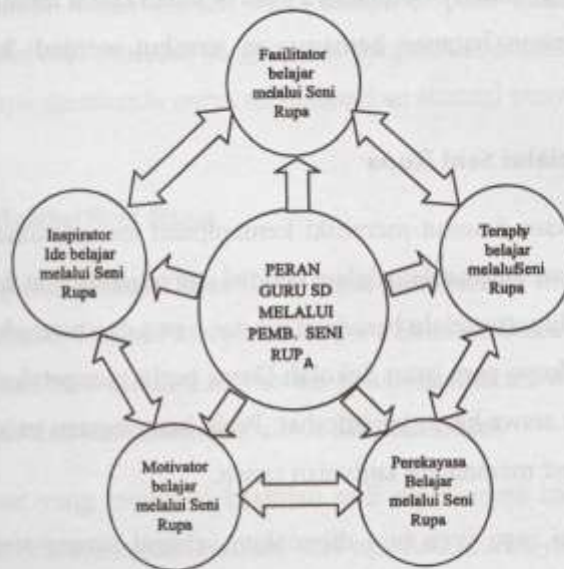 Fasilitator
belajar
melalui Seni
Rupa
Inspirator
Ide belajar
melalui Seni
Rupa
Teraply
belajar
melaluiSeni
Rupa
PERAN
GURU SD
MELALUI
PEMB. SENI
RUPA
Motivator
belajar
melalui Seni
Rupa
Perekayasa
Belajar
melalui Seni
Rupa